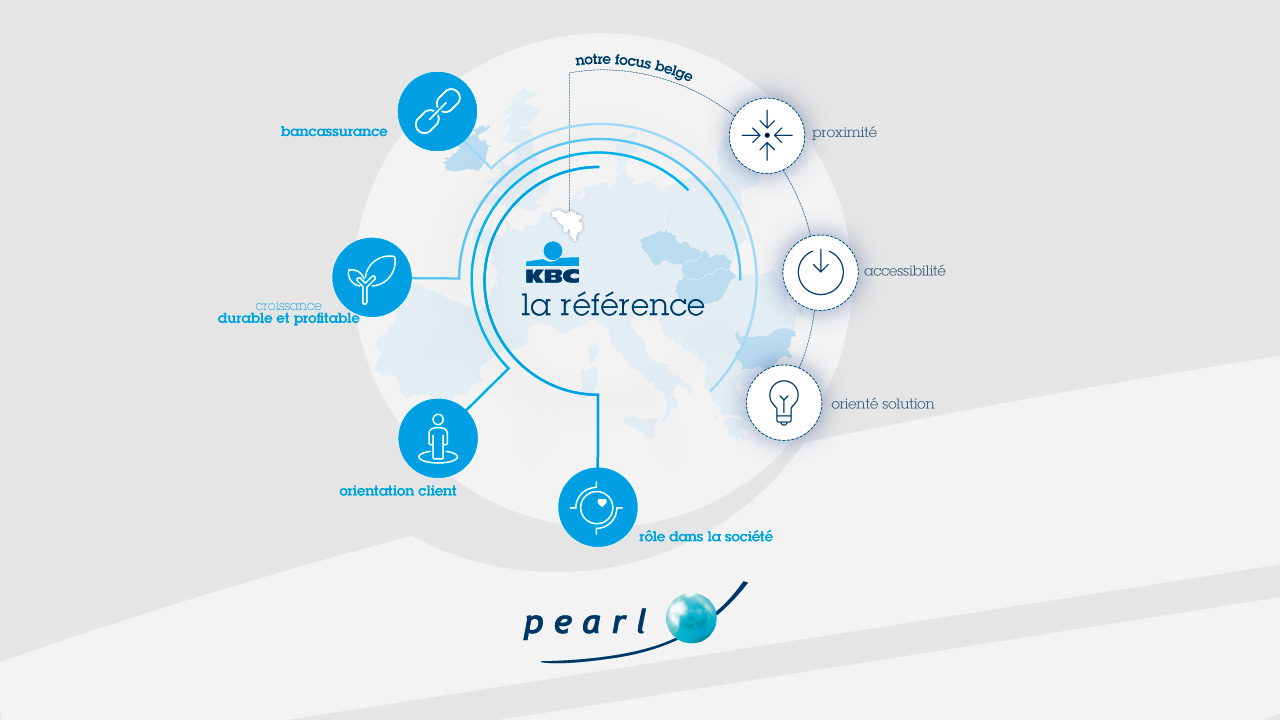 notre focus belge
bancassurance
proximité
accessibilité
KBC
la référence
croissance
durable et profitable
orienté solution
orientation client
rôle dans la société
pearl